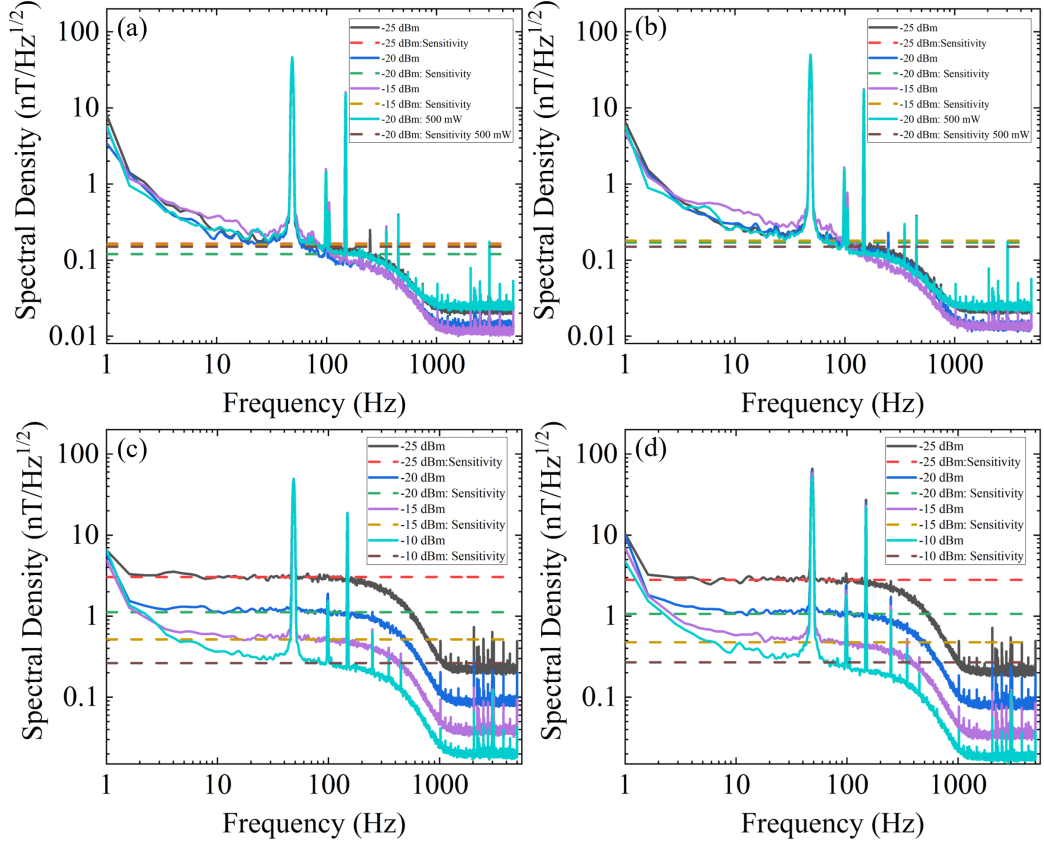 (a)
Spectral Density (nT/Hz1/2)
100
10
1
0.1
0.01
-25 dBm
-25 dBm:Sensitivity
-20 dBm
-20 dBm: Sensitivity
-15 dBm
-15 dBm: Sensitivity
-20 dBm: 500 mW
-20 dBm: Sensitivity 500 mW
1 10 100 1000
Frequency (Hz)
(b)
Spectral Density (nT/Hz1/2)
100
10
1
0.1
0.01
-25 dBm
-25 dBm:Sensitivity
-20 dBm
-20 dBm: Sensitivity
-15 dBm
-15 dBm: Sensitivity
-20 dBm: 500 mW
-20 dBm: Sensitivity 500 mW
1 10 100 1000
Frequency (Hz)
(c)
Spectral Density (nT/Hz1/2)
100
10
1
0.1
-25 dBm
-25 dBm:Sensitivity
-20 dBm
-20 dBm: Sensitivity
-15 dBm
-15 dBm: Sensitivity
-10 dBm
-10 dBm: Sensitivity
1 10 100 1000
Frequency (Hz)
(d)
Spectral Density (nT/Hz1/2)
100
10
1
0.1
-25 dBm
-25 dBm:Sensitivity
-20 dBm
-20 dBm: Sensitivity
-15 dBm
-15 dBm: Sensitivity
-10 dBm
-10 dBm: Sensitivity
1 10 100 1000
Frequency (Hz)